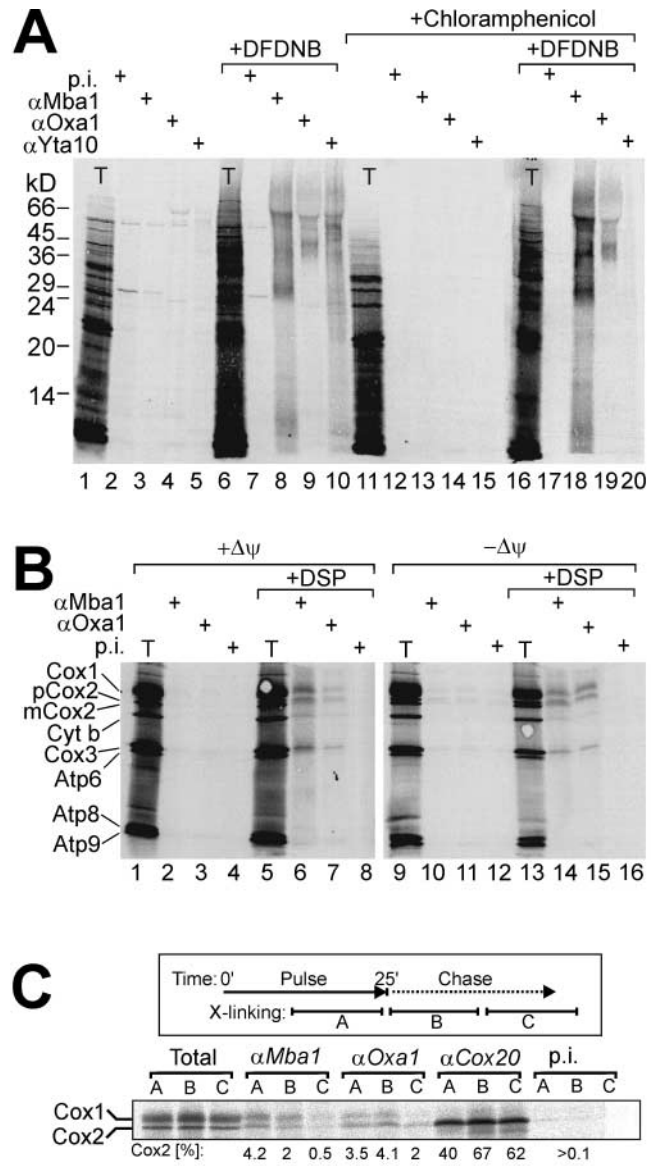 A
+Chloramphenicol
+DFDNB
+DFDNB
p.i. + + + +
αMba1 + + + +
αOxa1 + + + +
αYta10 + + + +
kD
T T T T
66
45
36
29
24
20
14
1 2 3 4 5 6 7 8 9 10 11 12 13 14 15 16 17 18 19 20
B
+Δψ
−Δψ
+DSP
+DSP
αMba1 + + + +
αOxa1 + + + +
p.i. T + T + T + T +
Cox1
pCox2
mCox2
Cyt b
Cox3
Atp6
Atp8
Atp9
1 2 3 4 5 6 7 8 9 10 11 12 13 14 15 16
C
Time: 0' Pulse 25' Chase
X-linking: A B C
Total αMba1 αOxa1 αCox20 p.i.
A B C A B C A B C A B C A B C
Cox1
Cox2
Cox2 [%]: 4.2 2 0.5 3.5 4.1 2 40 67 62 >0.1